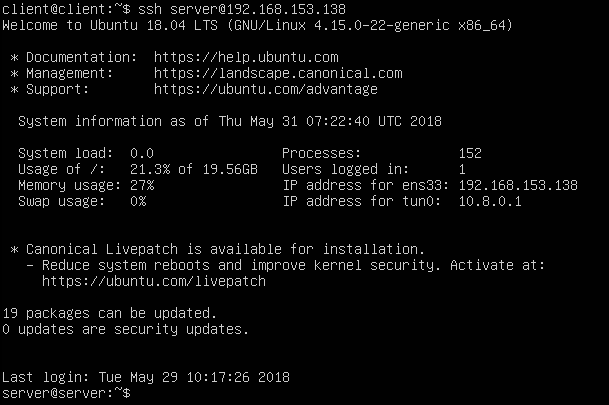 client@client:~$ ssh server@192.168.153.138
Welcome to Ubuntu 18.04 LTS (GNU/Linux 4.15.0-22-generic x86_64)

 * Documentation:  https://help.ubuntu.com
 * Management:     https://landscape.canonical.com
 * Support:        https://ubuntu.com/advantage

  System information as of Thu May 31 07:22:40 UTC 2018

  System load:  0.0                Processes:            152
  Usage of /:   21.3% of 19.56GB   Users logged in:      1
  Memory usage: 27%                IP address for ens33: 192.168.153.138
  Swap usage:   0%                 IP address for tun0:  10.8.0.1


 * Canonical Livepatch is available for installation.
   - Reduce system reboots and improve kernel security. Activate at:
     https://ubuntu.com/livepatch

19 packages can be updated.
0 updates are security updates.


Last login: Tue May 29 10:17:26 2018
server@server:~$